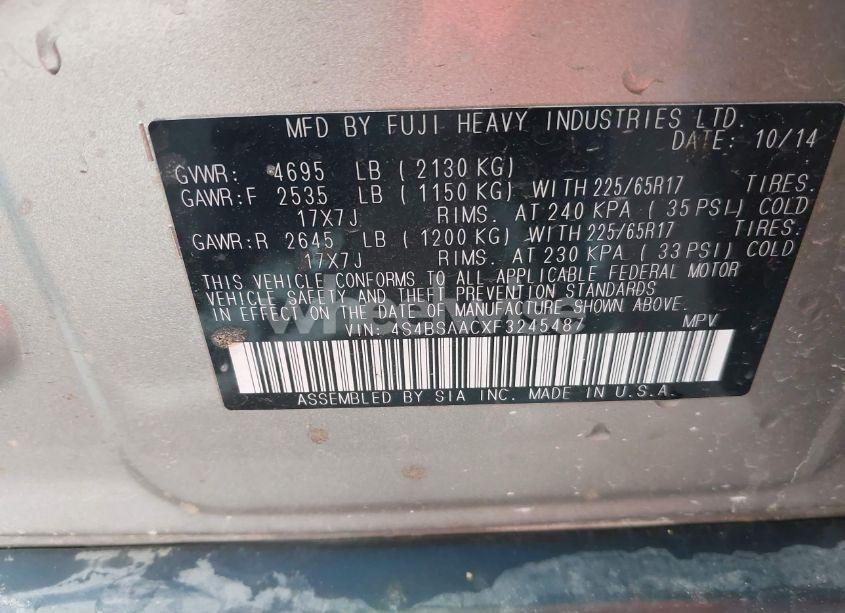 MFD BY FUJI HEAVY INDUSTRIES LTD.
DATE: 10/14
GVWR: 4695 LB ( 2130 KG)
GAWR:F 2535 LB ( 1150 KG) WITH 225/65R17 TIRES.
17X7J RIMS. AT 240 KPA ( 35 PSI) COLD
GAWR:R 2645 LB ( 1200 KG) WITH 225/65R17 TIRES.
17X7J RIMS. AT 230 KPA ( 33 PSI) COLD
THIS VEHICLE CONFORMS TO ALL APPLICABLE FEDERAL MOTOR
VEHICLE SAFETY AND THEFT PREVENTION STANDARDS
IN EFFECT ON THE DATE OF MANUFACTURE SHOWN ABOVE.
VIN: 4S4BSAACXF3245487 MPV
ASSEMBLED BY SIA INC. MADE IN U.S.A.